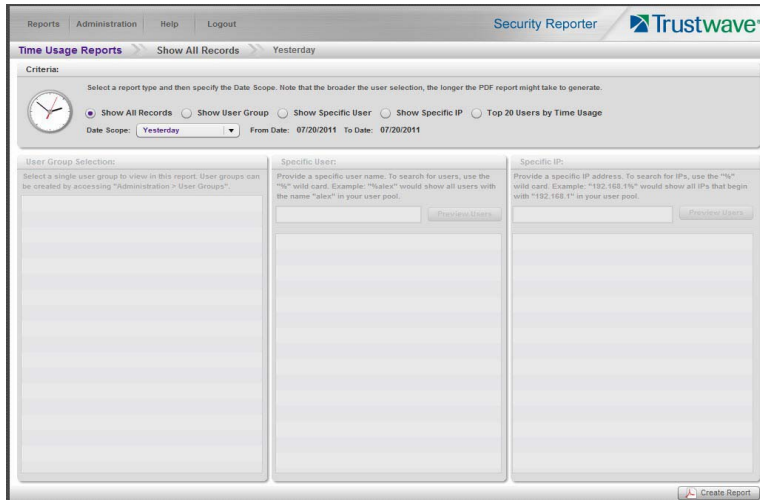 Reports Administration Help Logout
Security Reporter
Trustwave®
Time Usage Reports Show All Records Yesterday
Criteria:
Select a report type and then specify the Date Scope. Note that the broader the user selection, the longer the PDF report might take to generate.
Show All Records Show User Group Show Specific User Show Specific IP Top 20 Users by Time Usage
Date Scope: Yesterday From Date: 07/20/2011 To Date: 07/20/2011
User Group Selection:
Select a single user group to view in this report. User groups can
be created by accessing "Administration > User Groups".
Specific User:
Provide a specific user name. To search for users, use the
"%" wild card. Example: "%alex" would show all users with
the name "alex" in your user pool.
Preview Users
Specific IP:
Provide a specific IP address. To search for IPs, use the "%"
wild card. Example: "192.168.1%" would show all IPs that begin
with "192.168.1" in your user pool.
Preview Users
Create Report